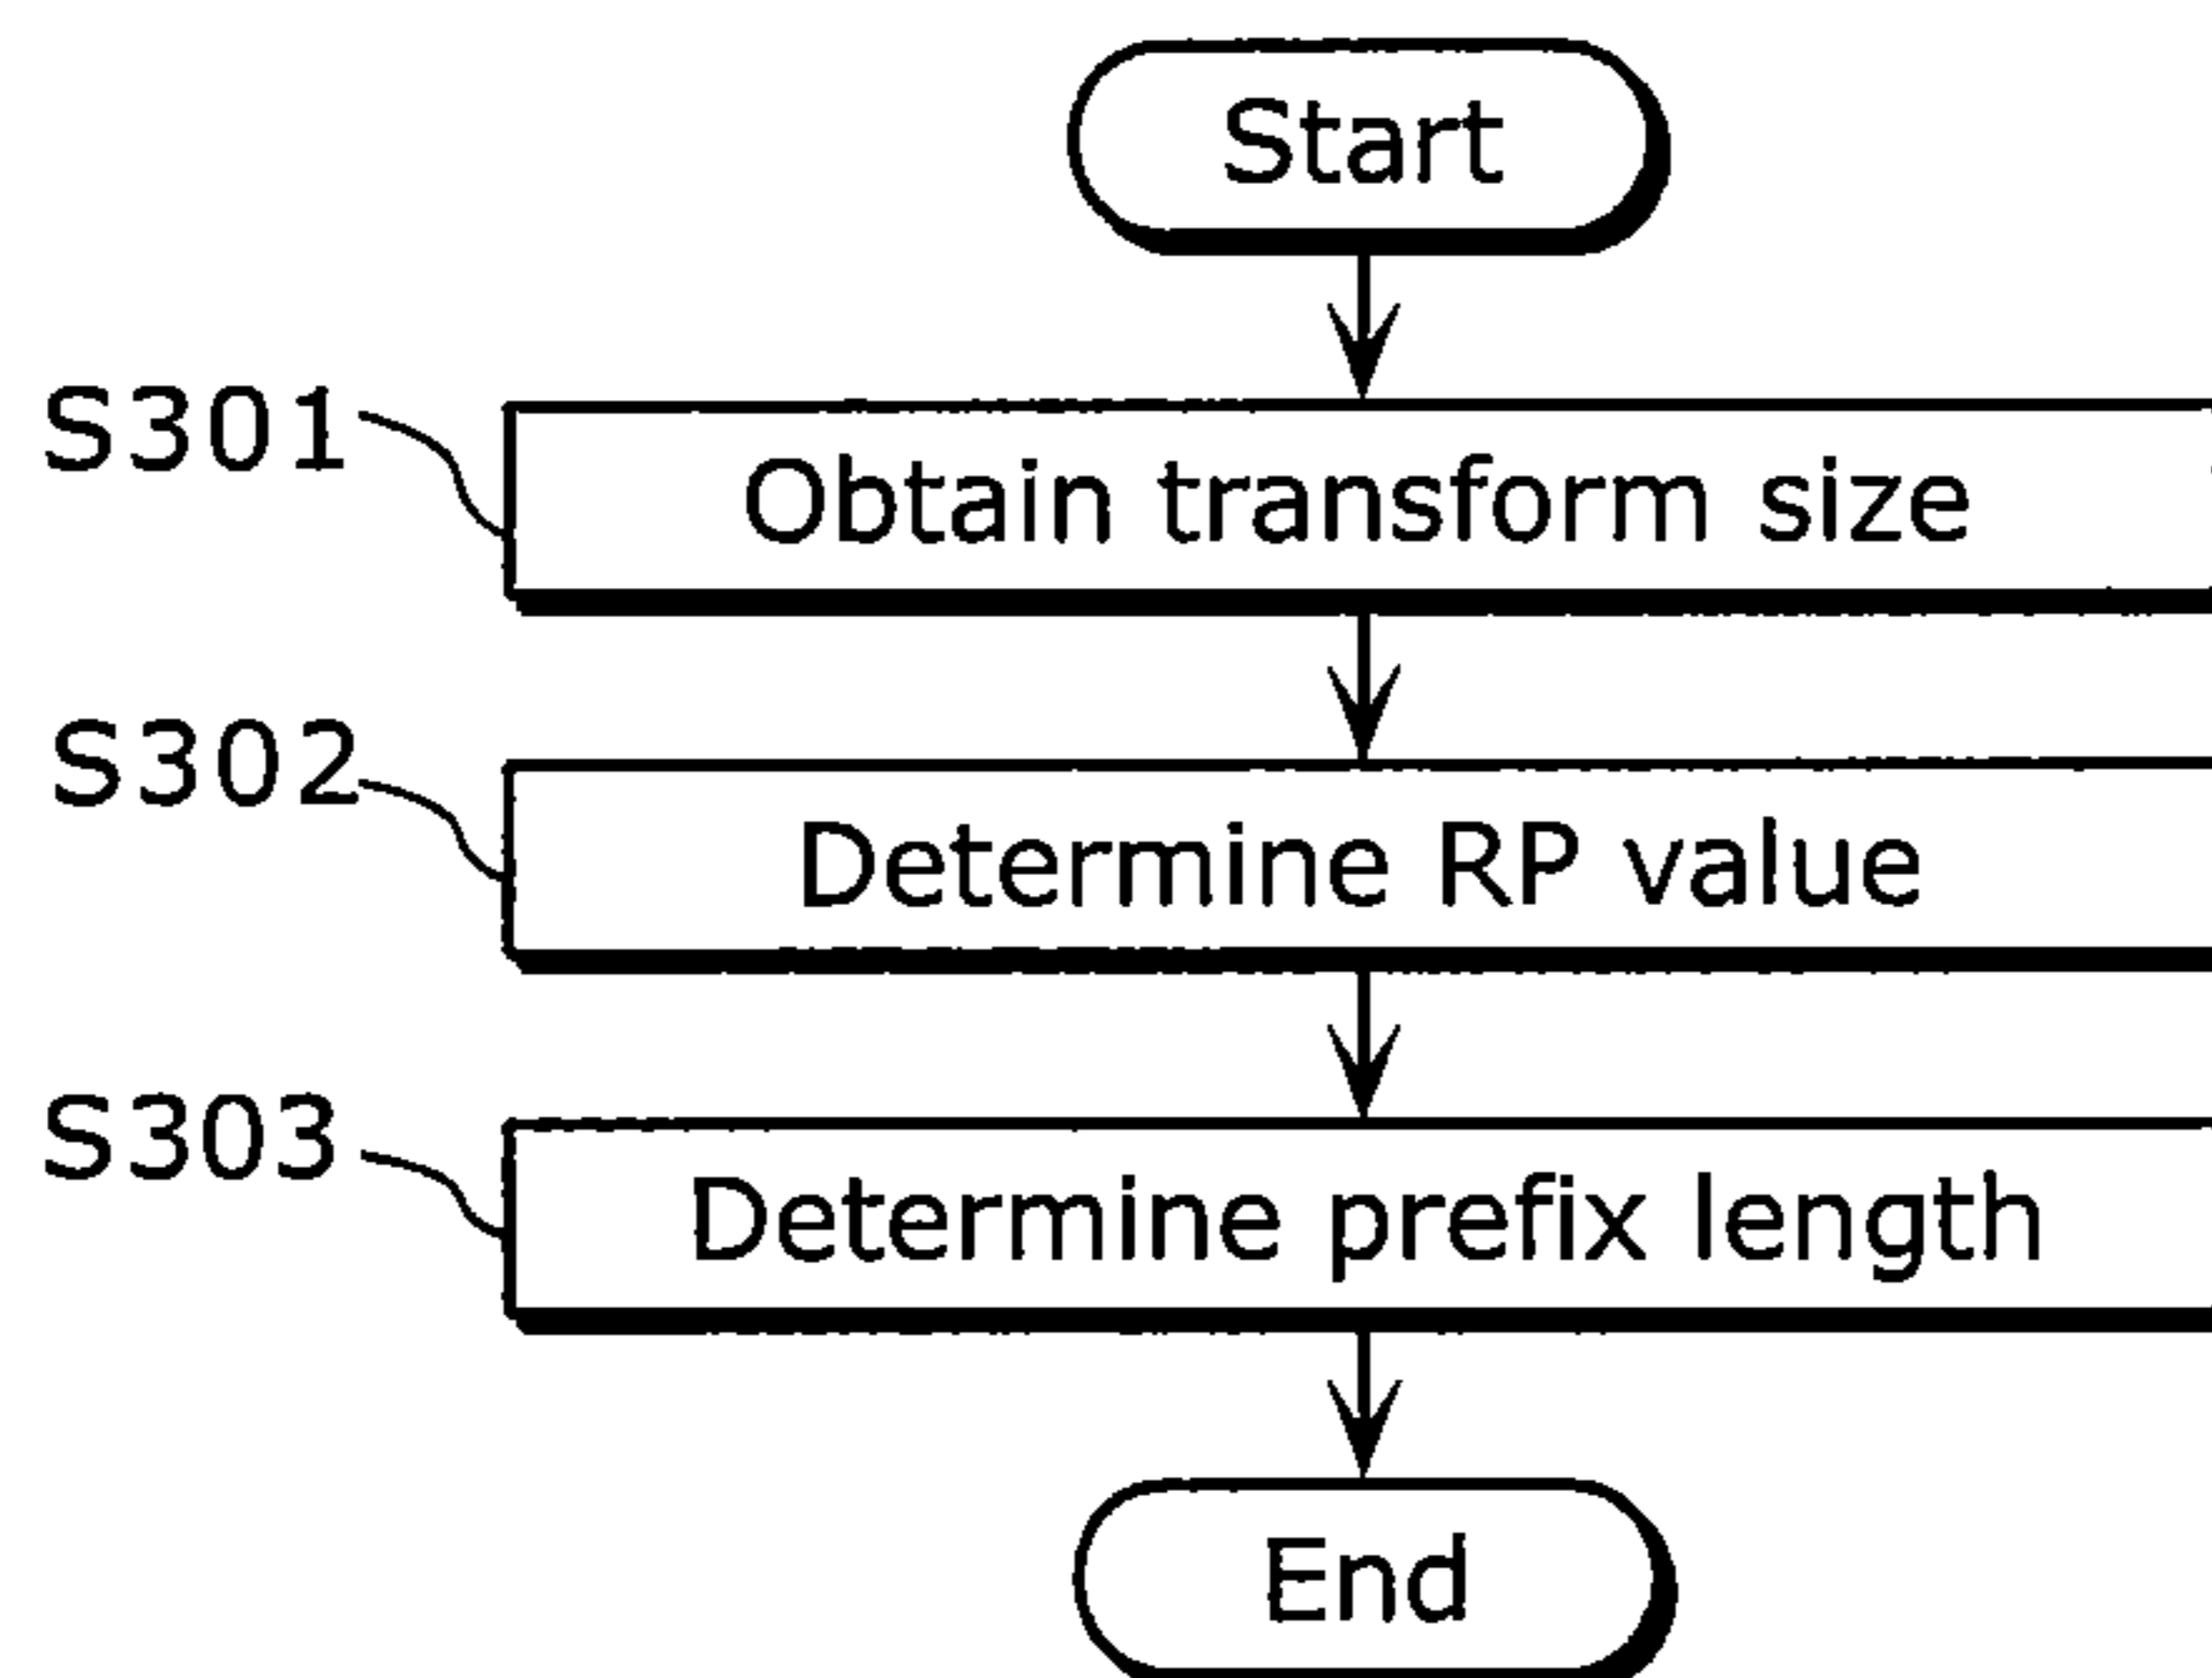 Start
S301
Obtain transform size
S302
Determine RP value
S303
Determine prefix length
End